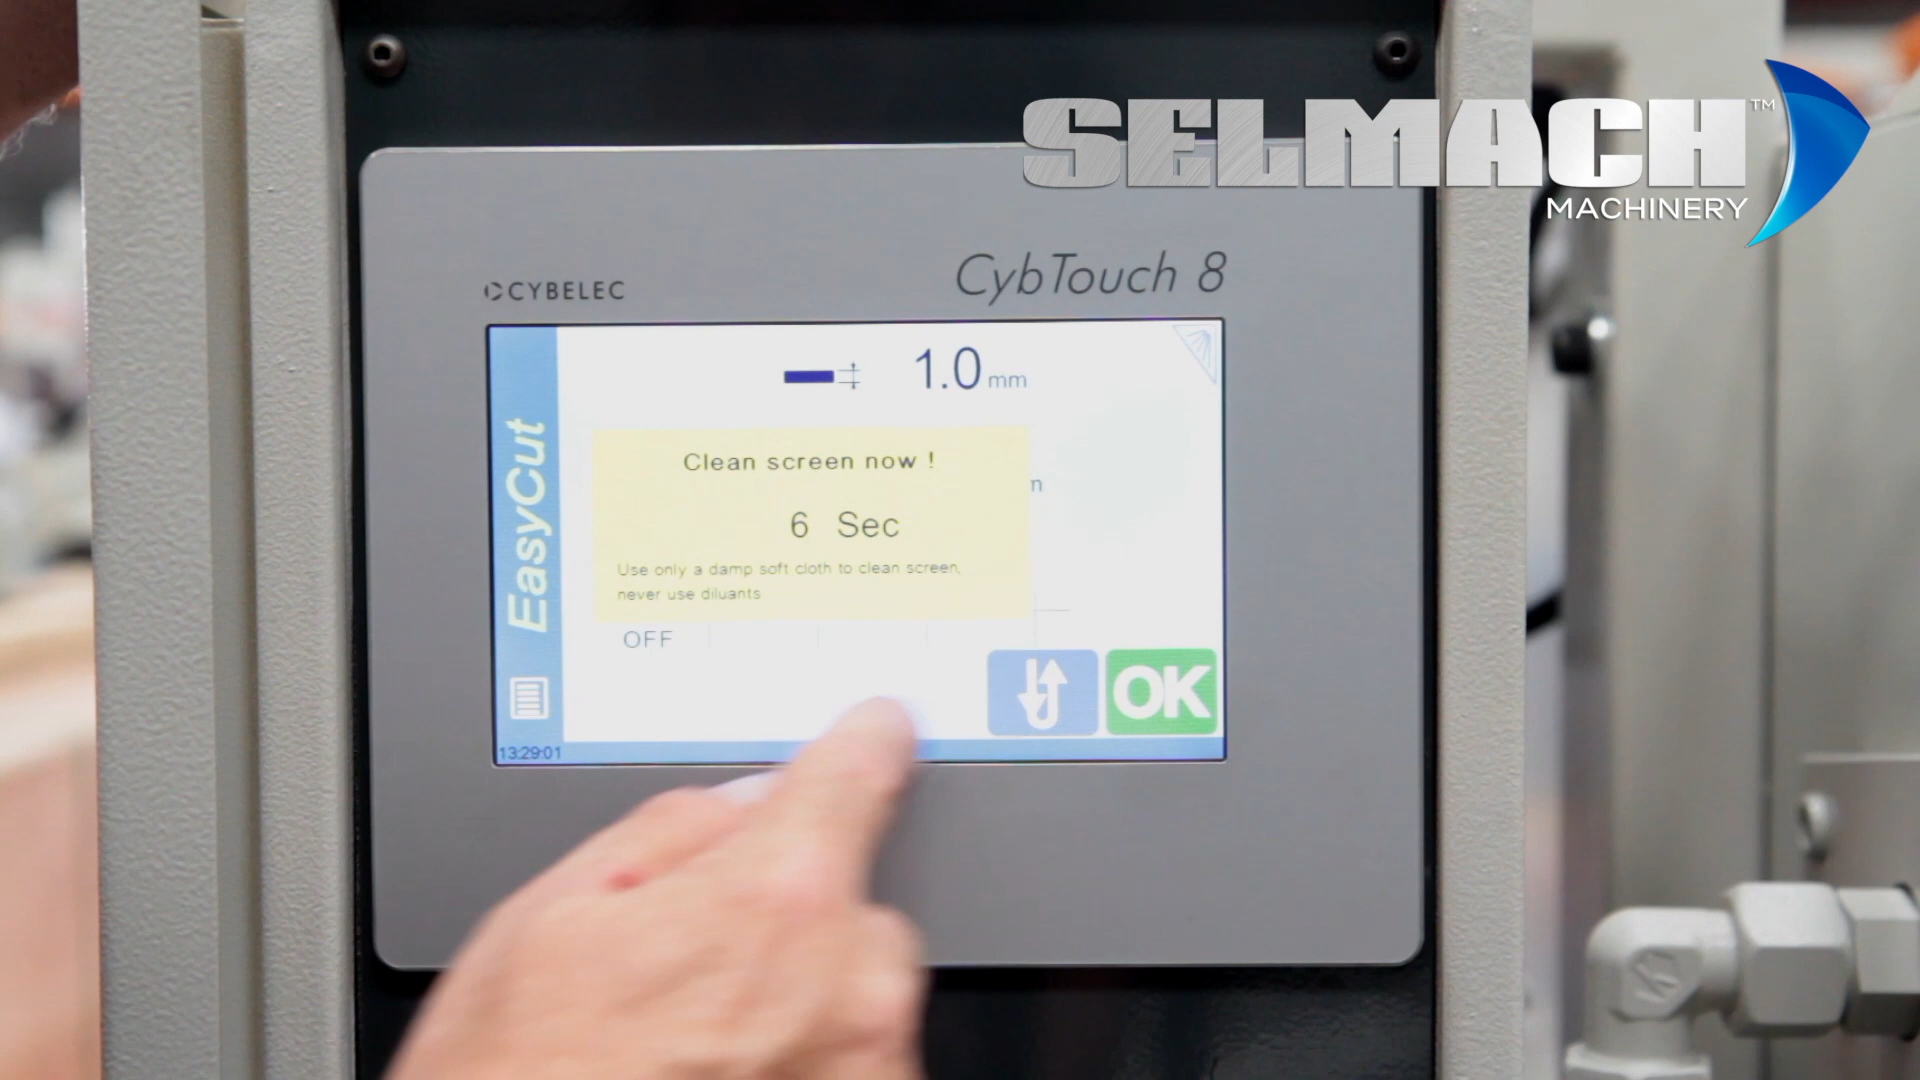 SELMACH™
MACHINERY
CYBELEC
CybTouch 8
1.0 mm
EasyCut
Clean screen now !
6 Sec
Use only a damp soft cloth to clean screen,
never use diluants
OFF
OK
13:29:01